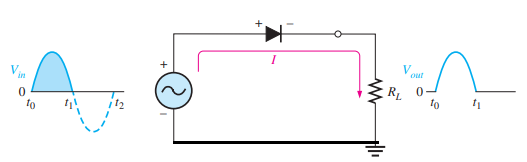 + −
I
V_in
0
t_0 t_1 t_2
+
−
R_L
V_out
0
t_0 t_1